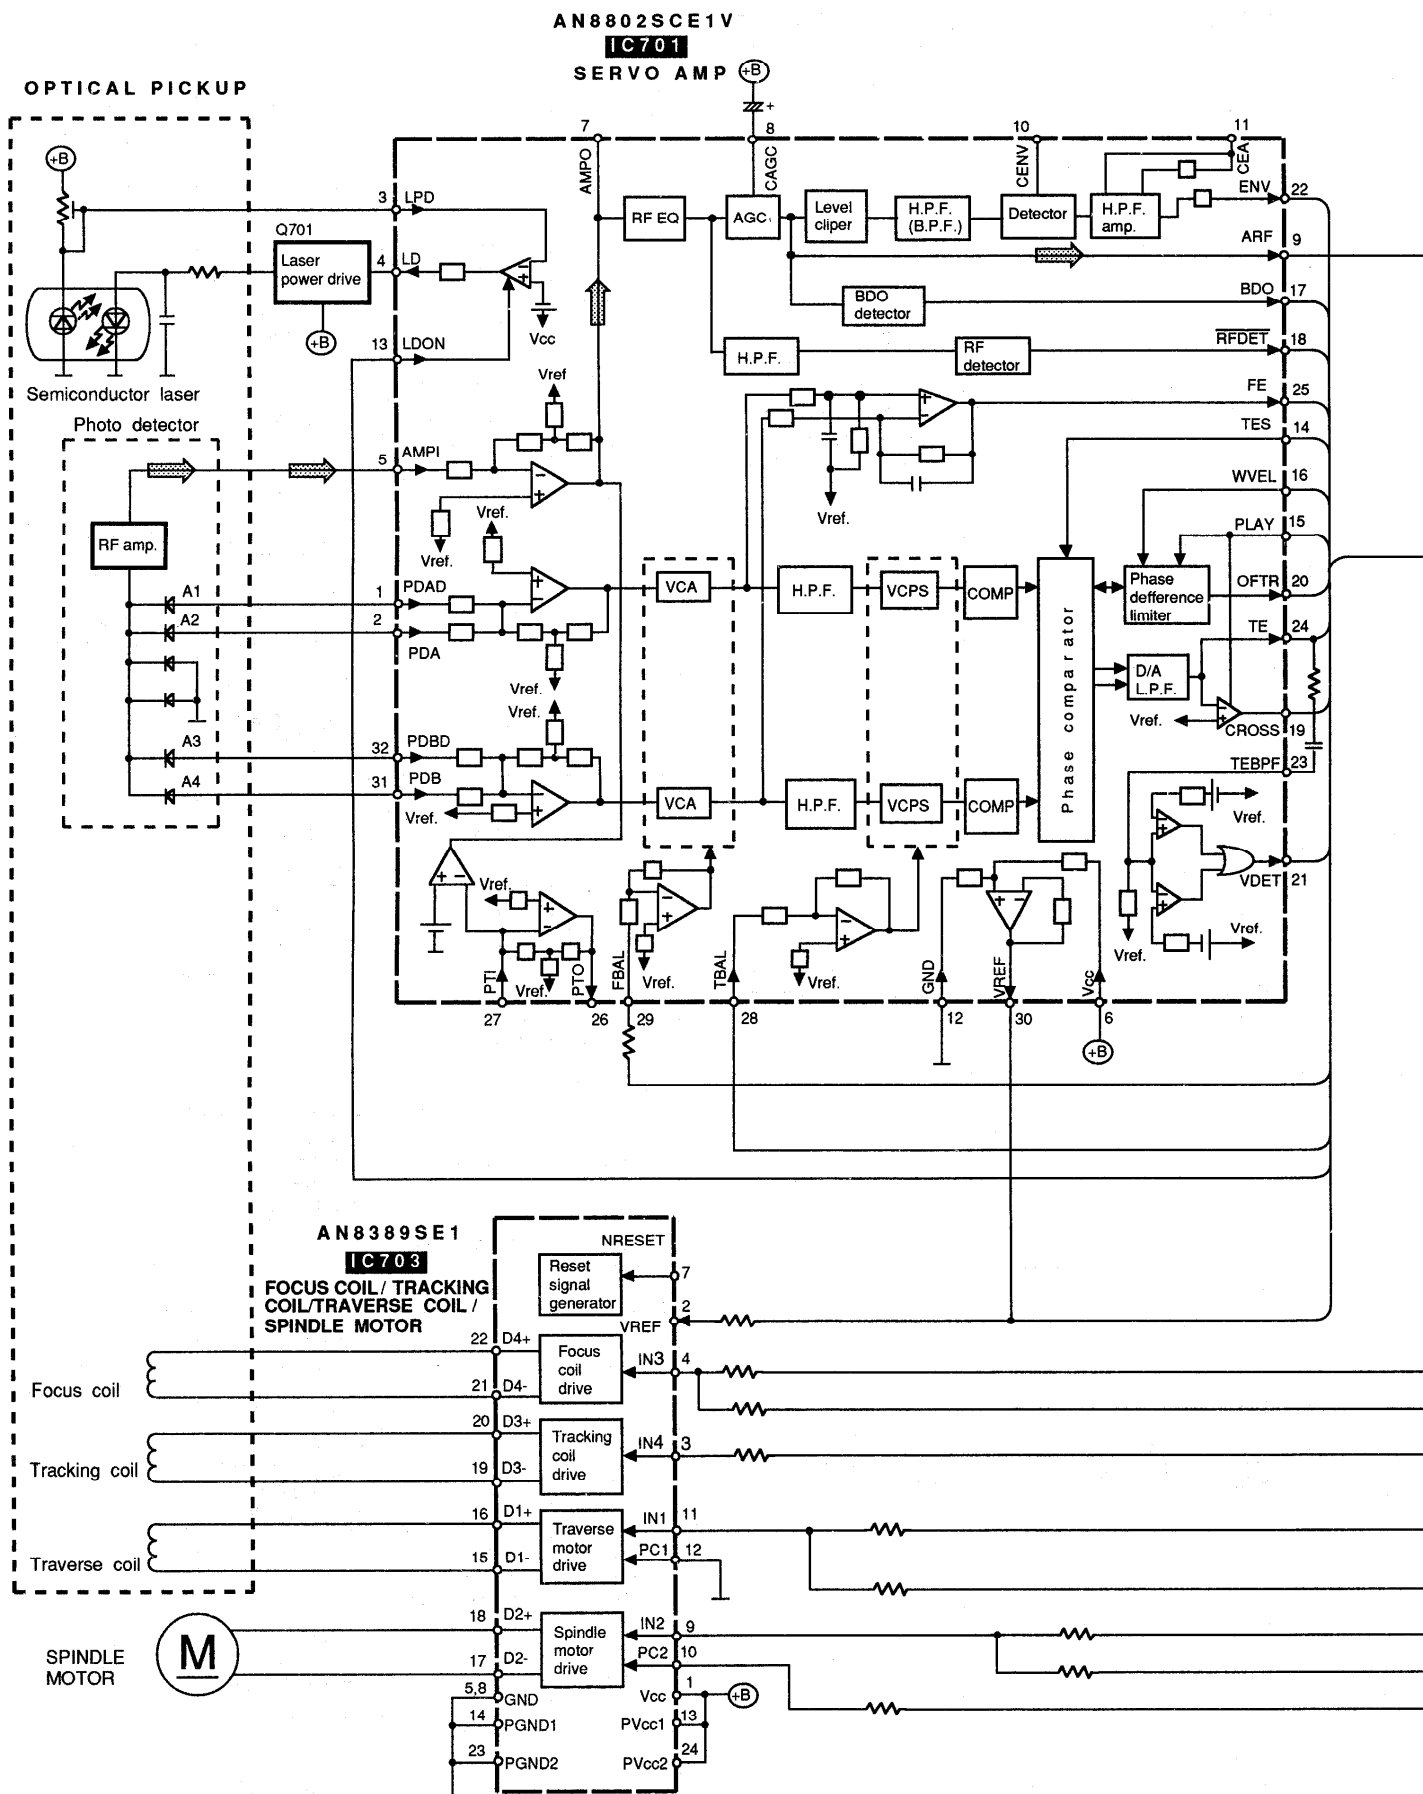 AN8802SCE1V
IC701
SERVO AMP
+B
+
OPTICAL PICKUP
7
8
10
11
AMPO
CAGC
CENV
CEA
+B
3
LPD
RF EQ
AGC
Level
cliper
H.P.F.
(B.P.F.)
Detector
H.P.F.
amp.
ENV
22
Q701
Laser
power drive
4
LD
ARF
9
+B
Vcc
BDO
detector
BDO
17
13
LDON
H.P.F.
RF
detector
RFDET
18
Semiconductor laser
Photo detector
Vref
FE
25
TES
14
5
AMPI
Vref.
Vref.
Vref.
WVEL
16
PLAY
15
RF amp.
A1
1
PDAD
VCA
H.P.F.
VCPS
COMP
Phase comparator
Phase
defference
limiter
OFTR
20
A2
2
PDA
TE
24
Vref.
Vref.
D/A
L.P.F.
Vref.
CROSS
19
A3
32
PDBD
TEBPF
23
A4
31
PDB
Vref.
VCA
H.P.F.
VCPS
COMP
Vref.
VDET
21
Vref.
Vref.
Vref.
Vref.
Vref.
Vref.
PTI
PTO
FBAL
TBAL
GND
VREF
Vcc
27
26
29
28
12
30
6
+B
AN8389SE1
IC703
FOCUS COIL/ TRACKING
COIL/TRAVERSE COIL/
SPINDLE MOTOR
NRESET
Reset
signal
generator
7
2
VREF
22
D4+
Focus
coil
drive
IN3
4
Focus coil
21
D4-
20
D3+
Tracking
coil
drive
IN4
3
Tracking coil
19
D3-
16
D1+
Traverse
motor
drive
IN1
11
PC1
12
Traverse coil
15
D1-
18
D2+
Spindle
motor
drive
IN2
9
PC2
10
SPINDLE
MOTOR
M
17
D2-
5,8
GND
Vcc
1
+B
14
PGND1
PVcc1
13
23
PGND2
PVcc2
24